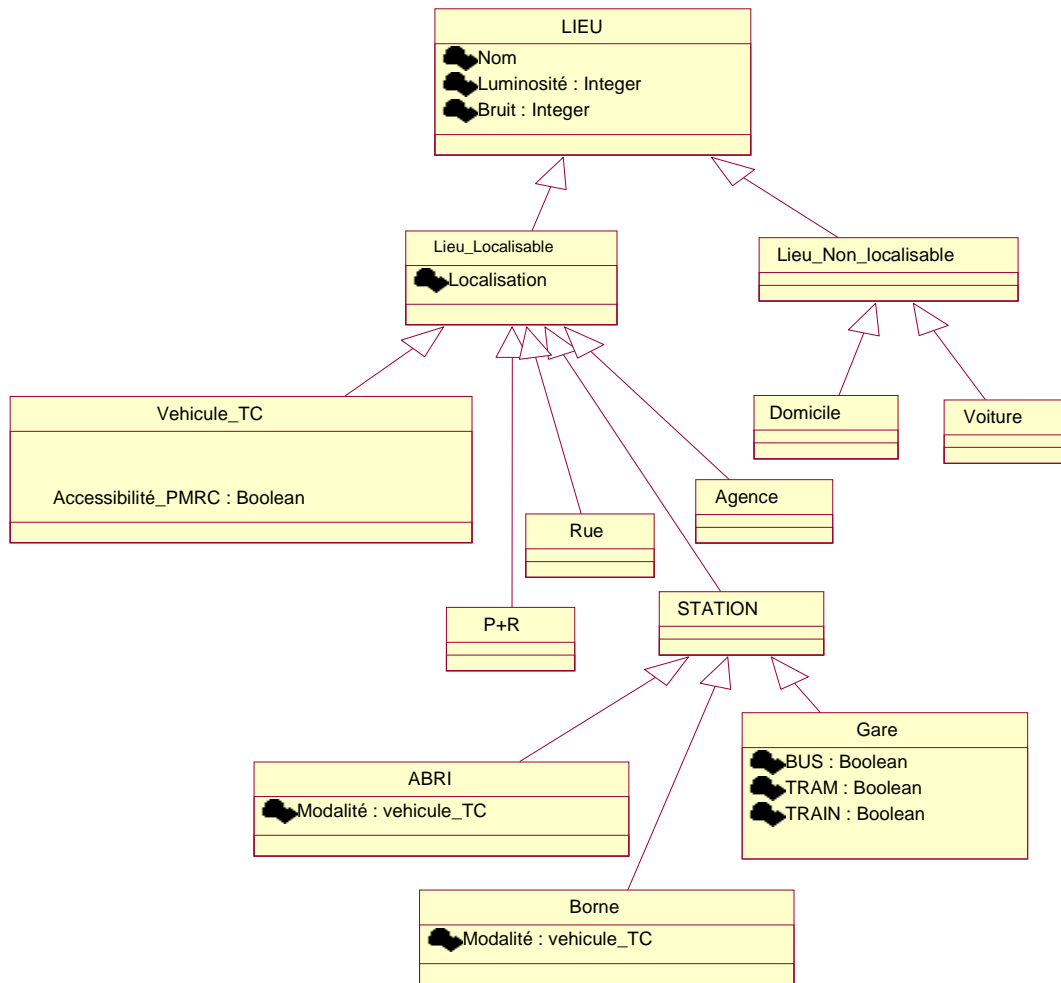 LIEU
Nom
Luminosité : Integer
Bruit : Integer
Lieu_Localisable
Localisation
Lieu_Non_localisable
Vehicule_TC
Accessibilité_PMRC : Boolean
Domicile
Voiture
Agence
Rue
P+R
STATION
Gare
BUS : Boolean
TRAM : Boolean
TRAIN : Boolean
ABRI
Modalité : vehicule_TC
Borne
Modalité : vehicule_TC